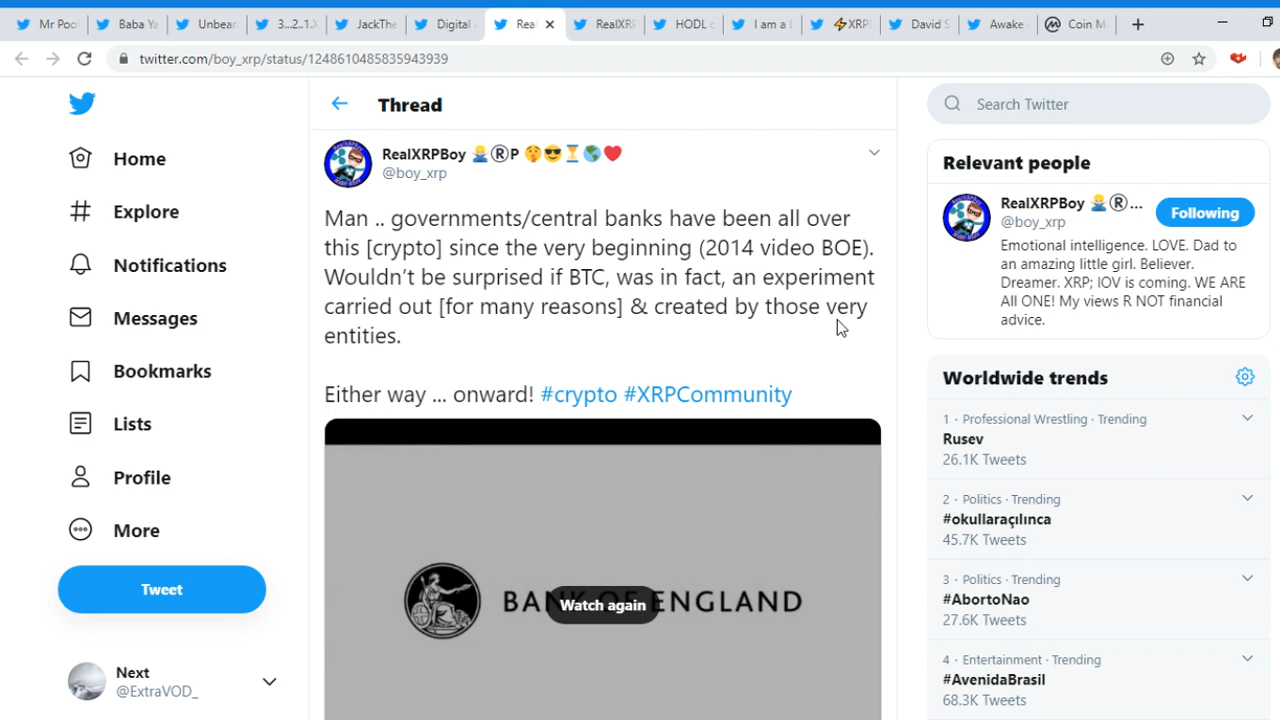 Mr Poo
Baba Ya
Unbear
3...2..1.X
JackThe
Digital
Rea
RealXRP
HODL
I am a
⚡XRP
David S
Awake
Coin M
twitter.com/boy_xrp/status/1248610485835943939
Home
Explore
Notifications
Messages
Bookmarks
Lists
Profile
More
Tweet
Next
@ExtraVOD_
Thread
RealXRPBoy 🤷🏼‍♂️ⓇP 🤫😎⏳🌎❤️
@boy_xrp
Man .. governments/central banks have been all over
this [crypto] since the very beginning (2014 video BOE).
Wouldn't be surprised if BTC, was in fact, an experiment
carried out [for many reasons] & created by those very
entities.
Either way ... onward! #crypto #XRPCommunity
BANK OF ENGLAND
Watch again
Search Twitter
Relevant people
RealXRPBoy 🤷🏼‍♂️Ⓡ...
@boy_xrp
Following
Emotional intelligence. LOVE. Dad to
an amazing little girl. Believer.
Dreamer. XRP; IOV is coming. WE ARE
All ONE! My views R NOT financial
advice.
Worldwide trends
1 · Professional Wrestling · Trending
Rusev
26.1K Tweets
2 · Politics · Trending
#okullaraçılınca
45.7K Tweets
3 · Politics · Trending
#AbortoNao
27.6K Tweets
4 · Entertainment · Trending
#AvenidaBrasil
68.3K Tweets